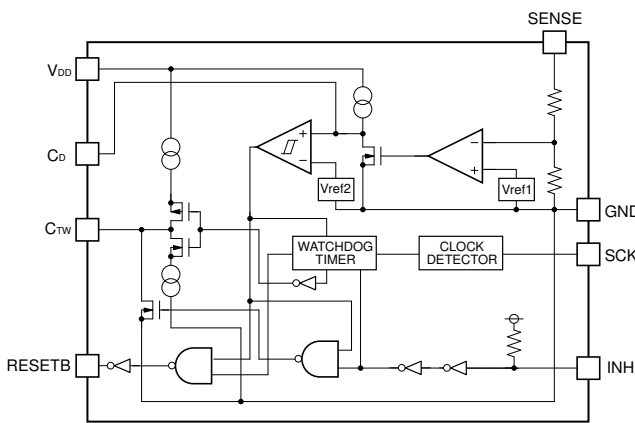 SENSE
VDD
CD
CTW
RESETB
+
−
Vref2
−
+
Vref1
GND
WATCHDOG
TIMER
CLOCK
DETECTOR
SCK
INH